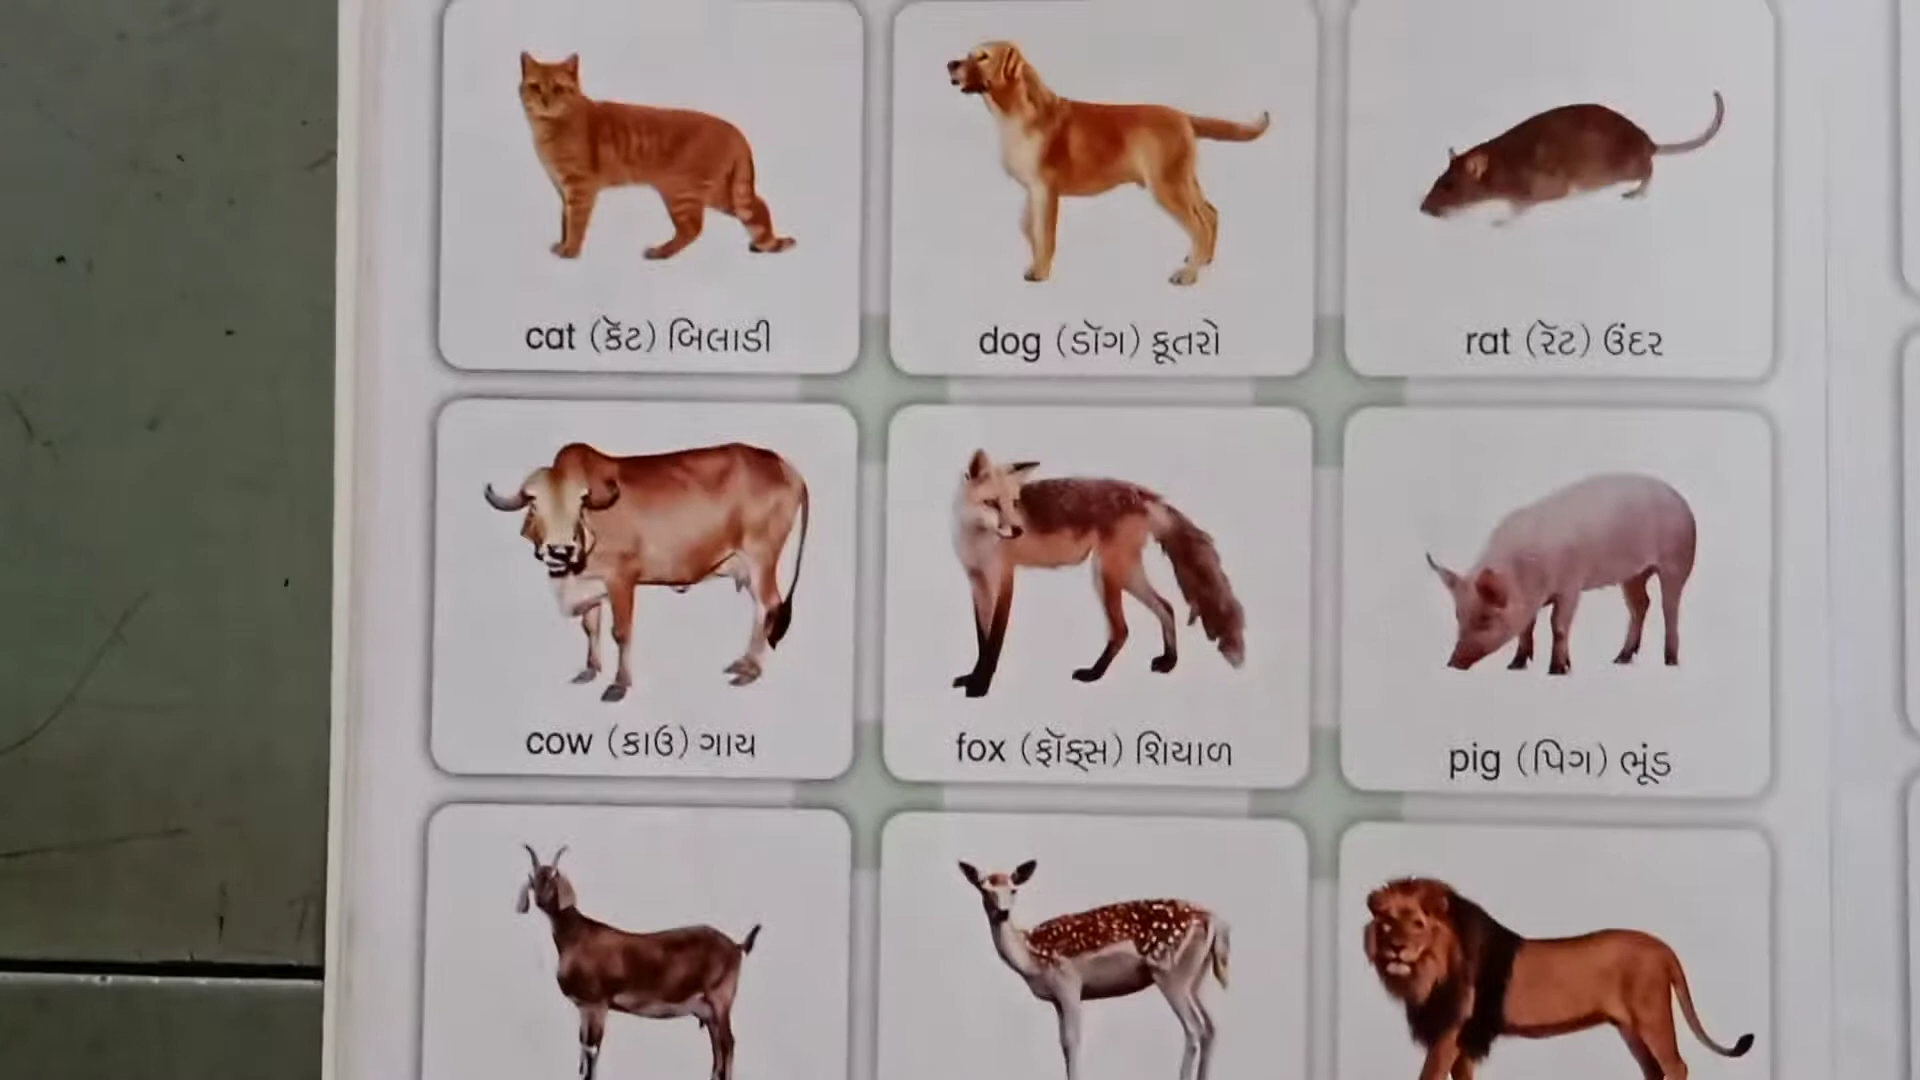 cat (કૅટ) બિલાડી
dog (ડૉગ) કૂતરો
rat (રૅટ) ઉંદર
cow (કાઉ) ગાય
fox (ફૉક્સ) શિયાળ
pig (પિગ) ભૂંડ